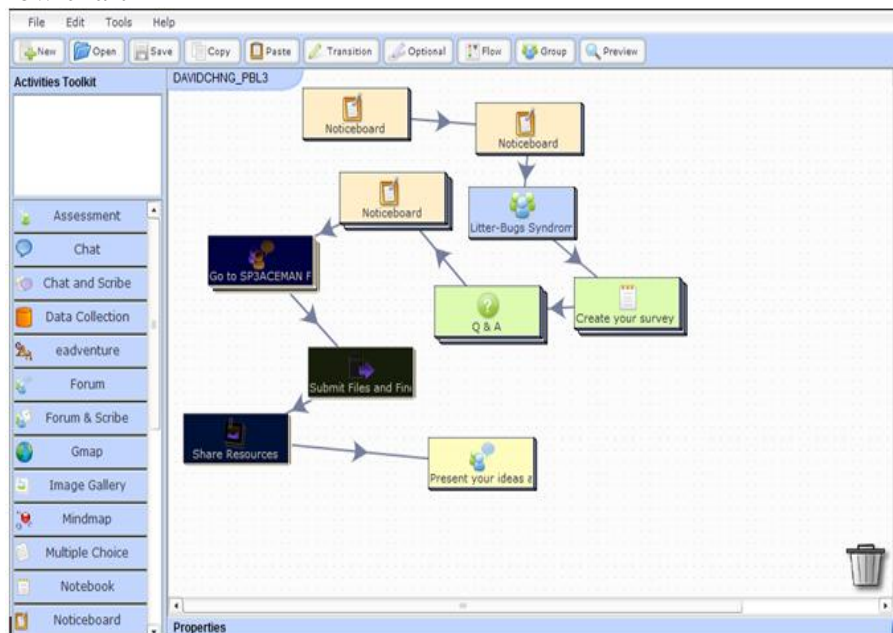 File Edit Tools Help
New Open Save Copy Paste Transition Optional Flow Group Preview
Activities Toolkit
DAVIDCHNG_PBL3
Noticeboard
Noticeboard
Noticeboard
Litter-Bugs Syndrom
Go to SP3ACEMAN F
Q & A
Create your survey
Submit Files and Fin
Share Resources
Present your ideas a
Assessment
Chat
Chat and Scribe
Data Collection
eadventure
Forum
Forum & Scribe
Gmap
Image Gallery
Mindmap
Multiple Choice
Notebook
Noticeboard
Properties